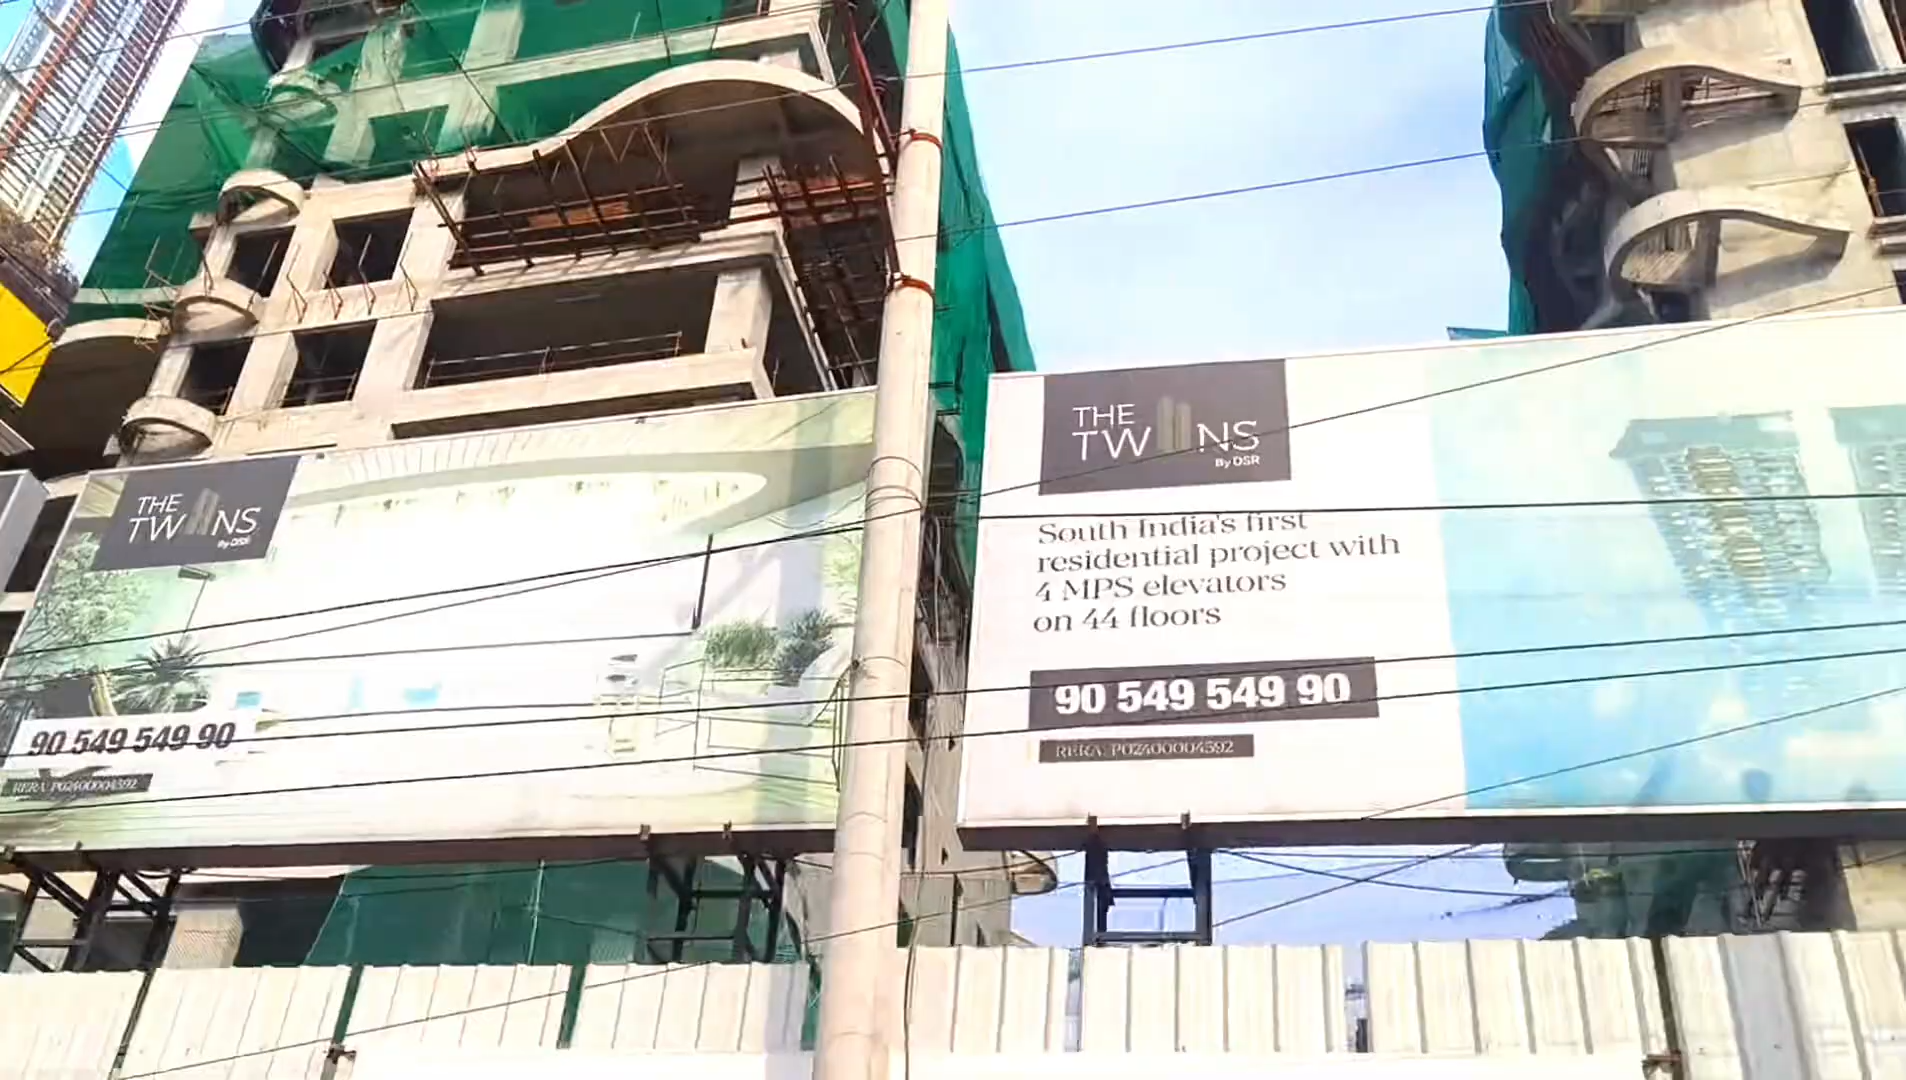 THE
TWINS
By DSR
90 549 549 90
RERA: P02400004592
THE
TWINS
By DSR
South India's first
residential project with
4 MPS elevators
on 44 floors
90 549 549 90
RERA: P02400004592